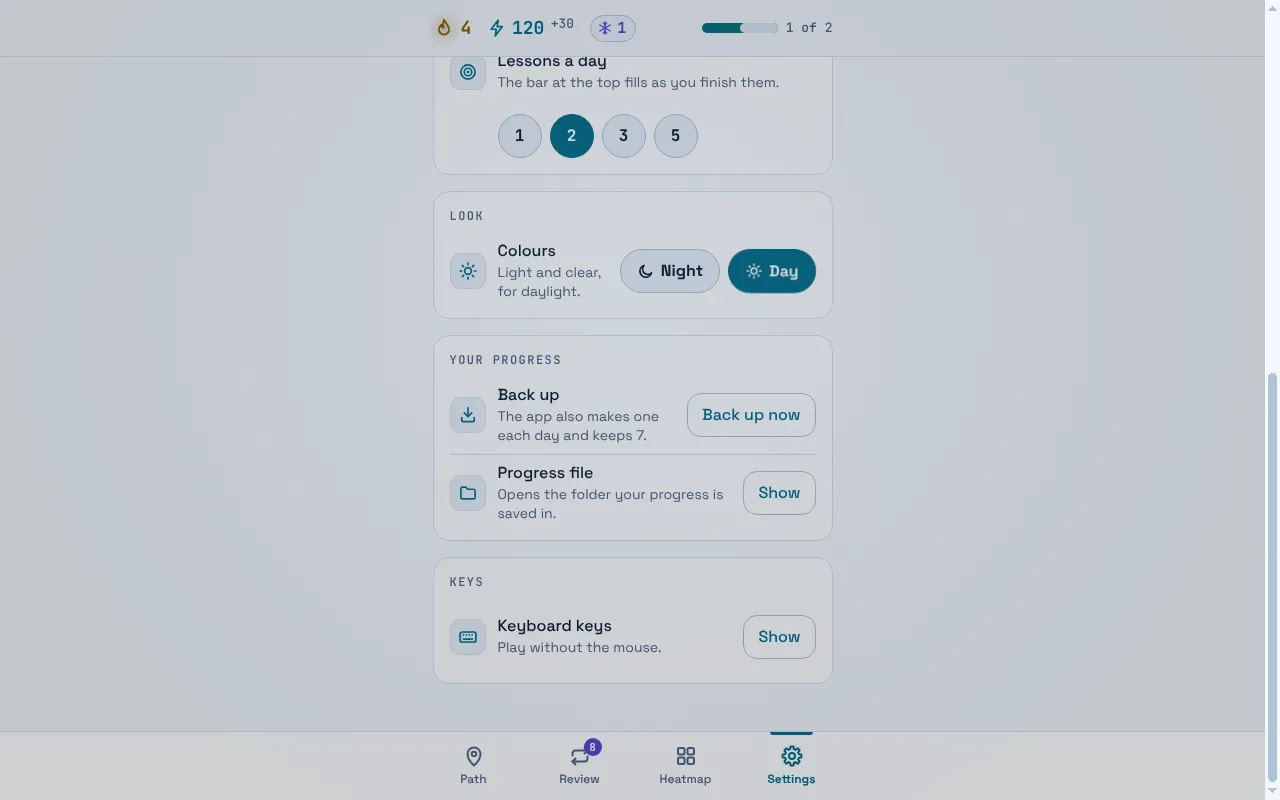 4 120 +30 1 1 of 2
Lessons a day
The bar at the top fills as you finish them.
1 2 3 5
LOOK
Colours
Light and clear,
for daylight.
Night Day
YOUR PROGRESS
Back up
The app also makes one
each day and keeps 7.
Back up now
Progress file
Opens the folder your progress is
saved in.
Show
KEYS
Keyboard keys
Play without the mouse.
Show
8
Path Review Heatmap Settings